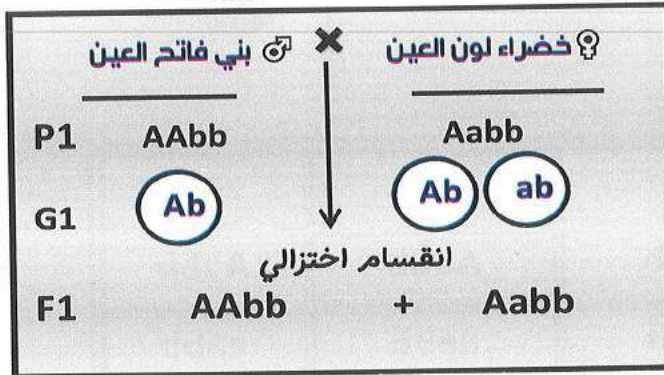 ♀ خضراء لون العين × ♂ بني فاتح العين
P1 AAbb Aabb
G1 Ab Ab ab
انقسام اختزالي
F1 AAbb + Aabb